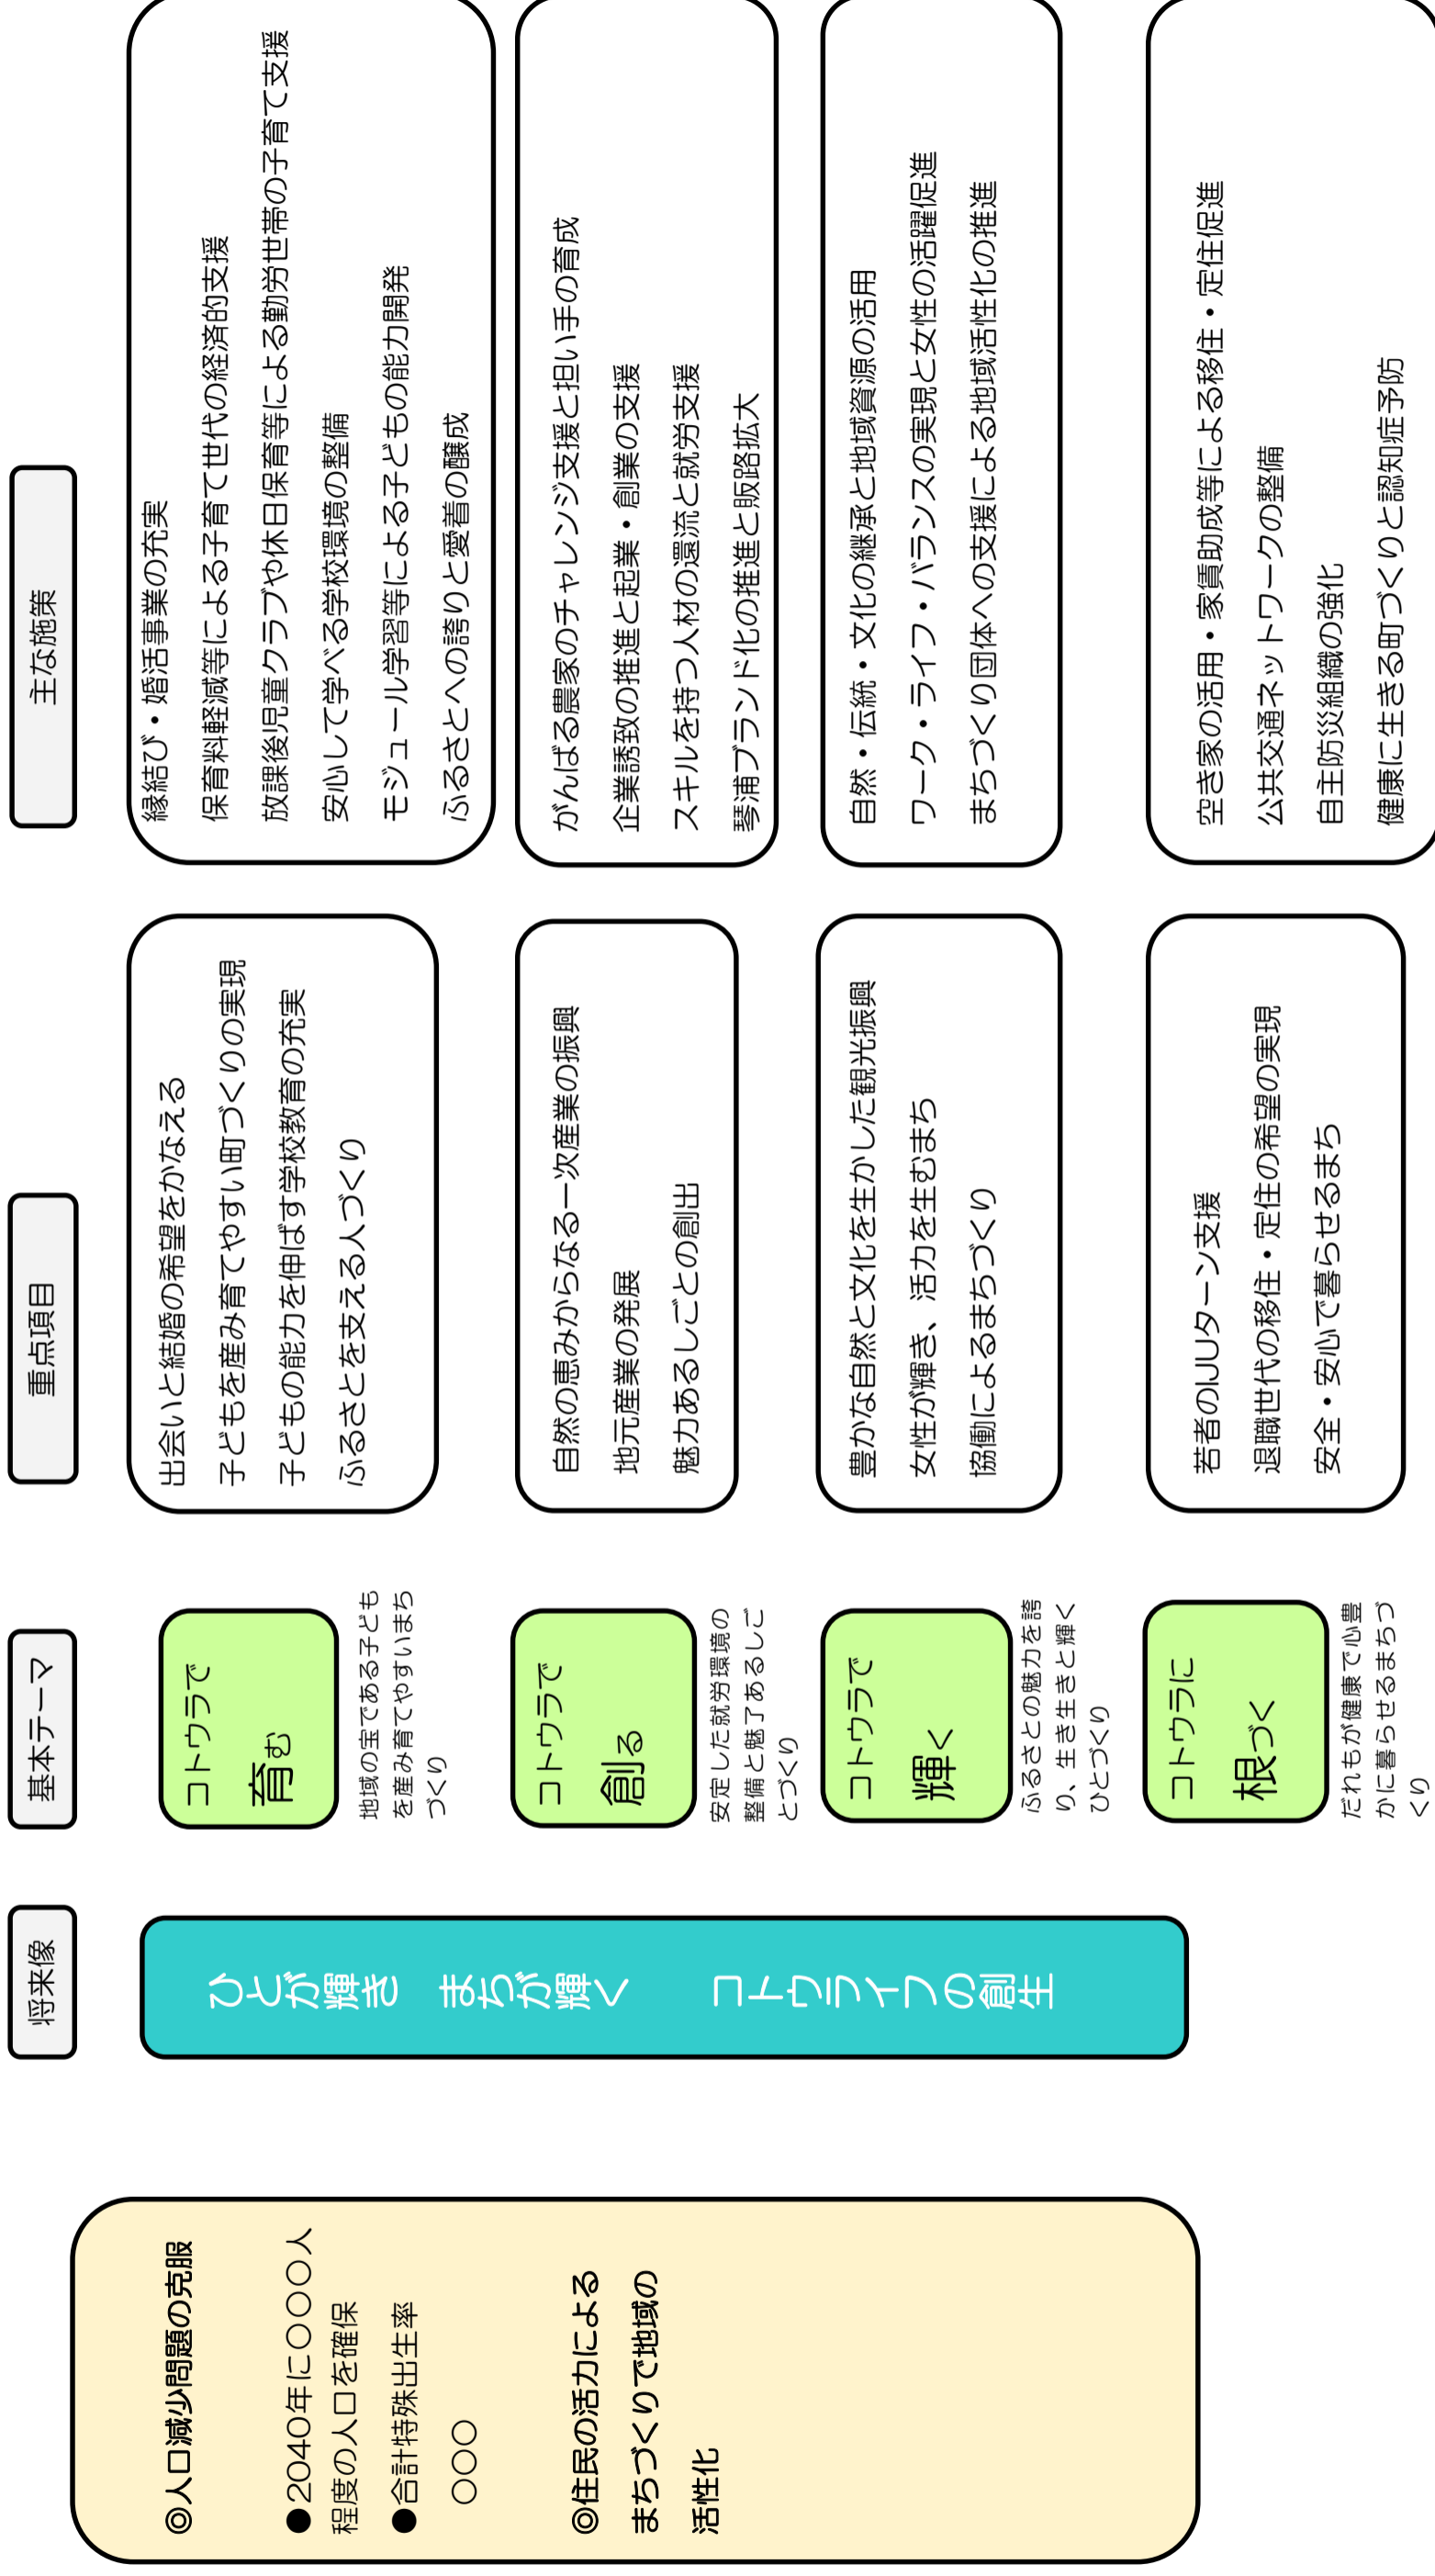 ◎人口減少問題の克服
●2040年に○○○○人
程度の人口を確保
●合計特殊出生率
○○○
◎住民の活力による
まちづくりで地域の
活性化
将来像
ひとが輝き　まちが輝く　　コトウライフの創生
基本テーマ
コトウラで
育む
地域の宝である子ども
を産み育てやすいまち
づくり
コトウラで
創る
安定した就労環境の
整備と魅了あるしご
とづくり
コトウラで
輝く
ふるさとの魅力を誇
り、生き生きと輝く
ひとづくり
コトウラに
根づく
だれもが健康で心豊
かに暮らせるまちづ
くり
重点項目
出会いと結婚の希望をかなえる
子どもを産み育てやすい町づくりの実現
子どもの能力を伸ばす学校教育の充実
ふるさとを支える人づくり
自然の恵みからなる一次産業の振興
地元産業の発展
魅力あるしごとの創出
豊かな自然と文化を生かした観光振興
女性が輝き、活力を生むまち
協働によるまちづくり
若者のIJUターン支援
退職世代の移住・定住の希望の実現
安全・安心で暮らせるまち
主な施策
縁結び・婚活事業の充実
保育料軽減等による子育て世代の経済的支援
放課後児童クラブや休日保育等による勤労世帯の子育て支援
安心して学べる学校環境の整備
モジュール学習等による子どもの能力開発
ふるさとへの誇りと愛着の醸成
がんばる農家のチャレンジ支援と担い手の育成
企業誘致の推進と起業・創業の支援
スキルを持つ人材の還流と就労支援
琴浦ブランド化の推進と販路拡大
自然・伝統・文化の継承と地域資源の活用
ワーク・ライフ・バランスの実現と女性の活躍促進
まちづくり団体への支援による地域活性化の推進
空き家の活用・家賃助成等による移住・定住促進
公共交通ネットワークの整備
自主防災組織の強化
健康に生きる町づくりと認知症予防